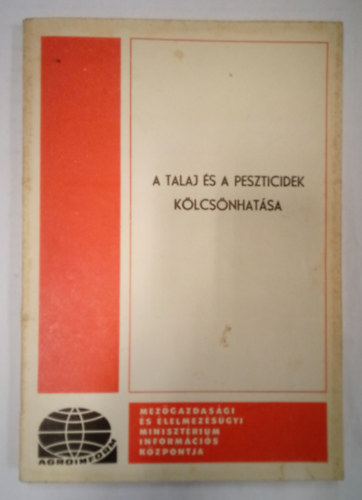 A TALAJ ÉS A PESZTICIDEK
KÖLCSÖNHATÁSA
AGROINFORM
MEZŐGAZDASÁGI
ÉS ÉLELMEZÉSÜGYI
MINISZTÉRIUM
INFORMÁCIÓS
KÖZPONTJA